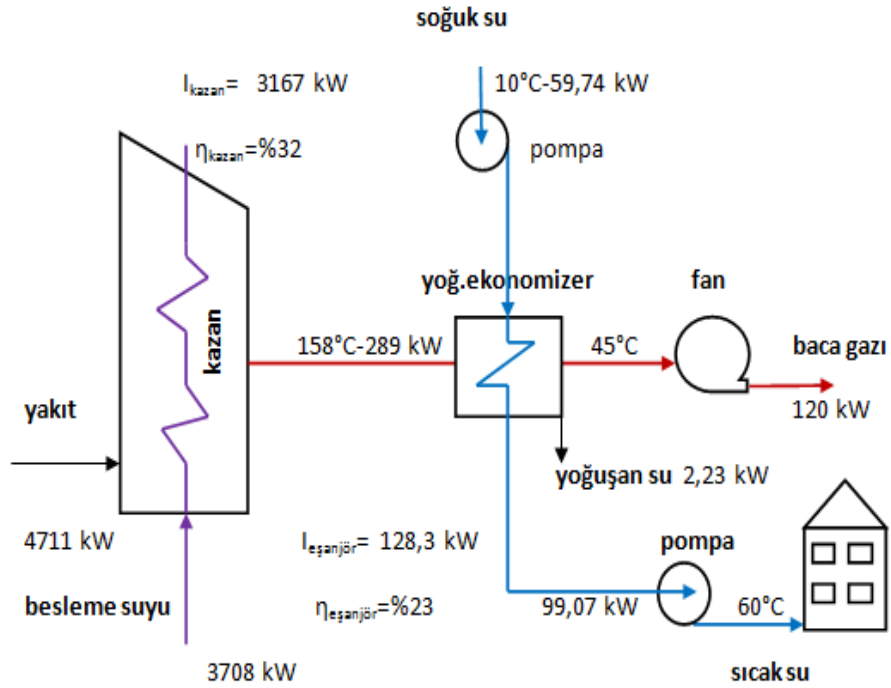 soğuk su
I kazan= 3167 kW
10°C-59,74 kW
ηkazan=%32
pompa
yoğ.ekonomizer
fan
kazan
158°C-289 kW
45°C
baca gazı
120 kW
yakıt
yoğuşan su 2,23 kW
4711 kW
Ieşanjör= 128,3 kW
pompa
besleme suyu
ηeşanjör=%23
99,07 kW
60°C
3708 kW
sıcak su